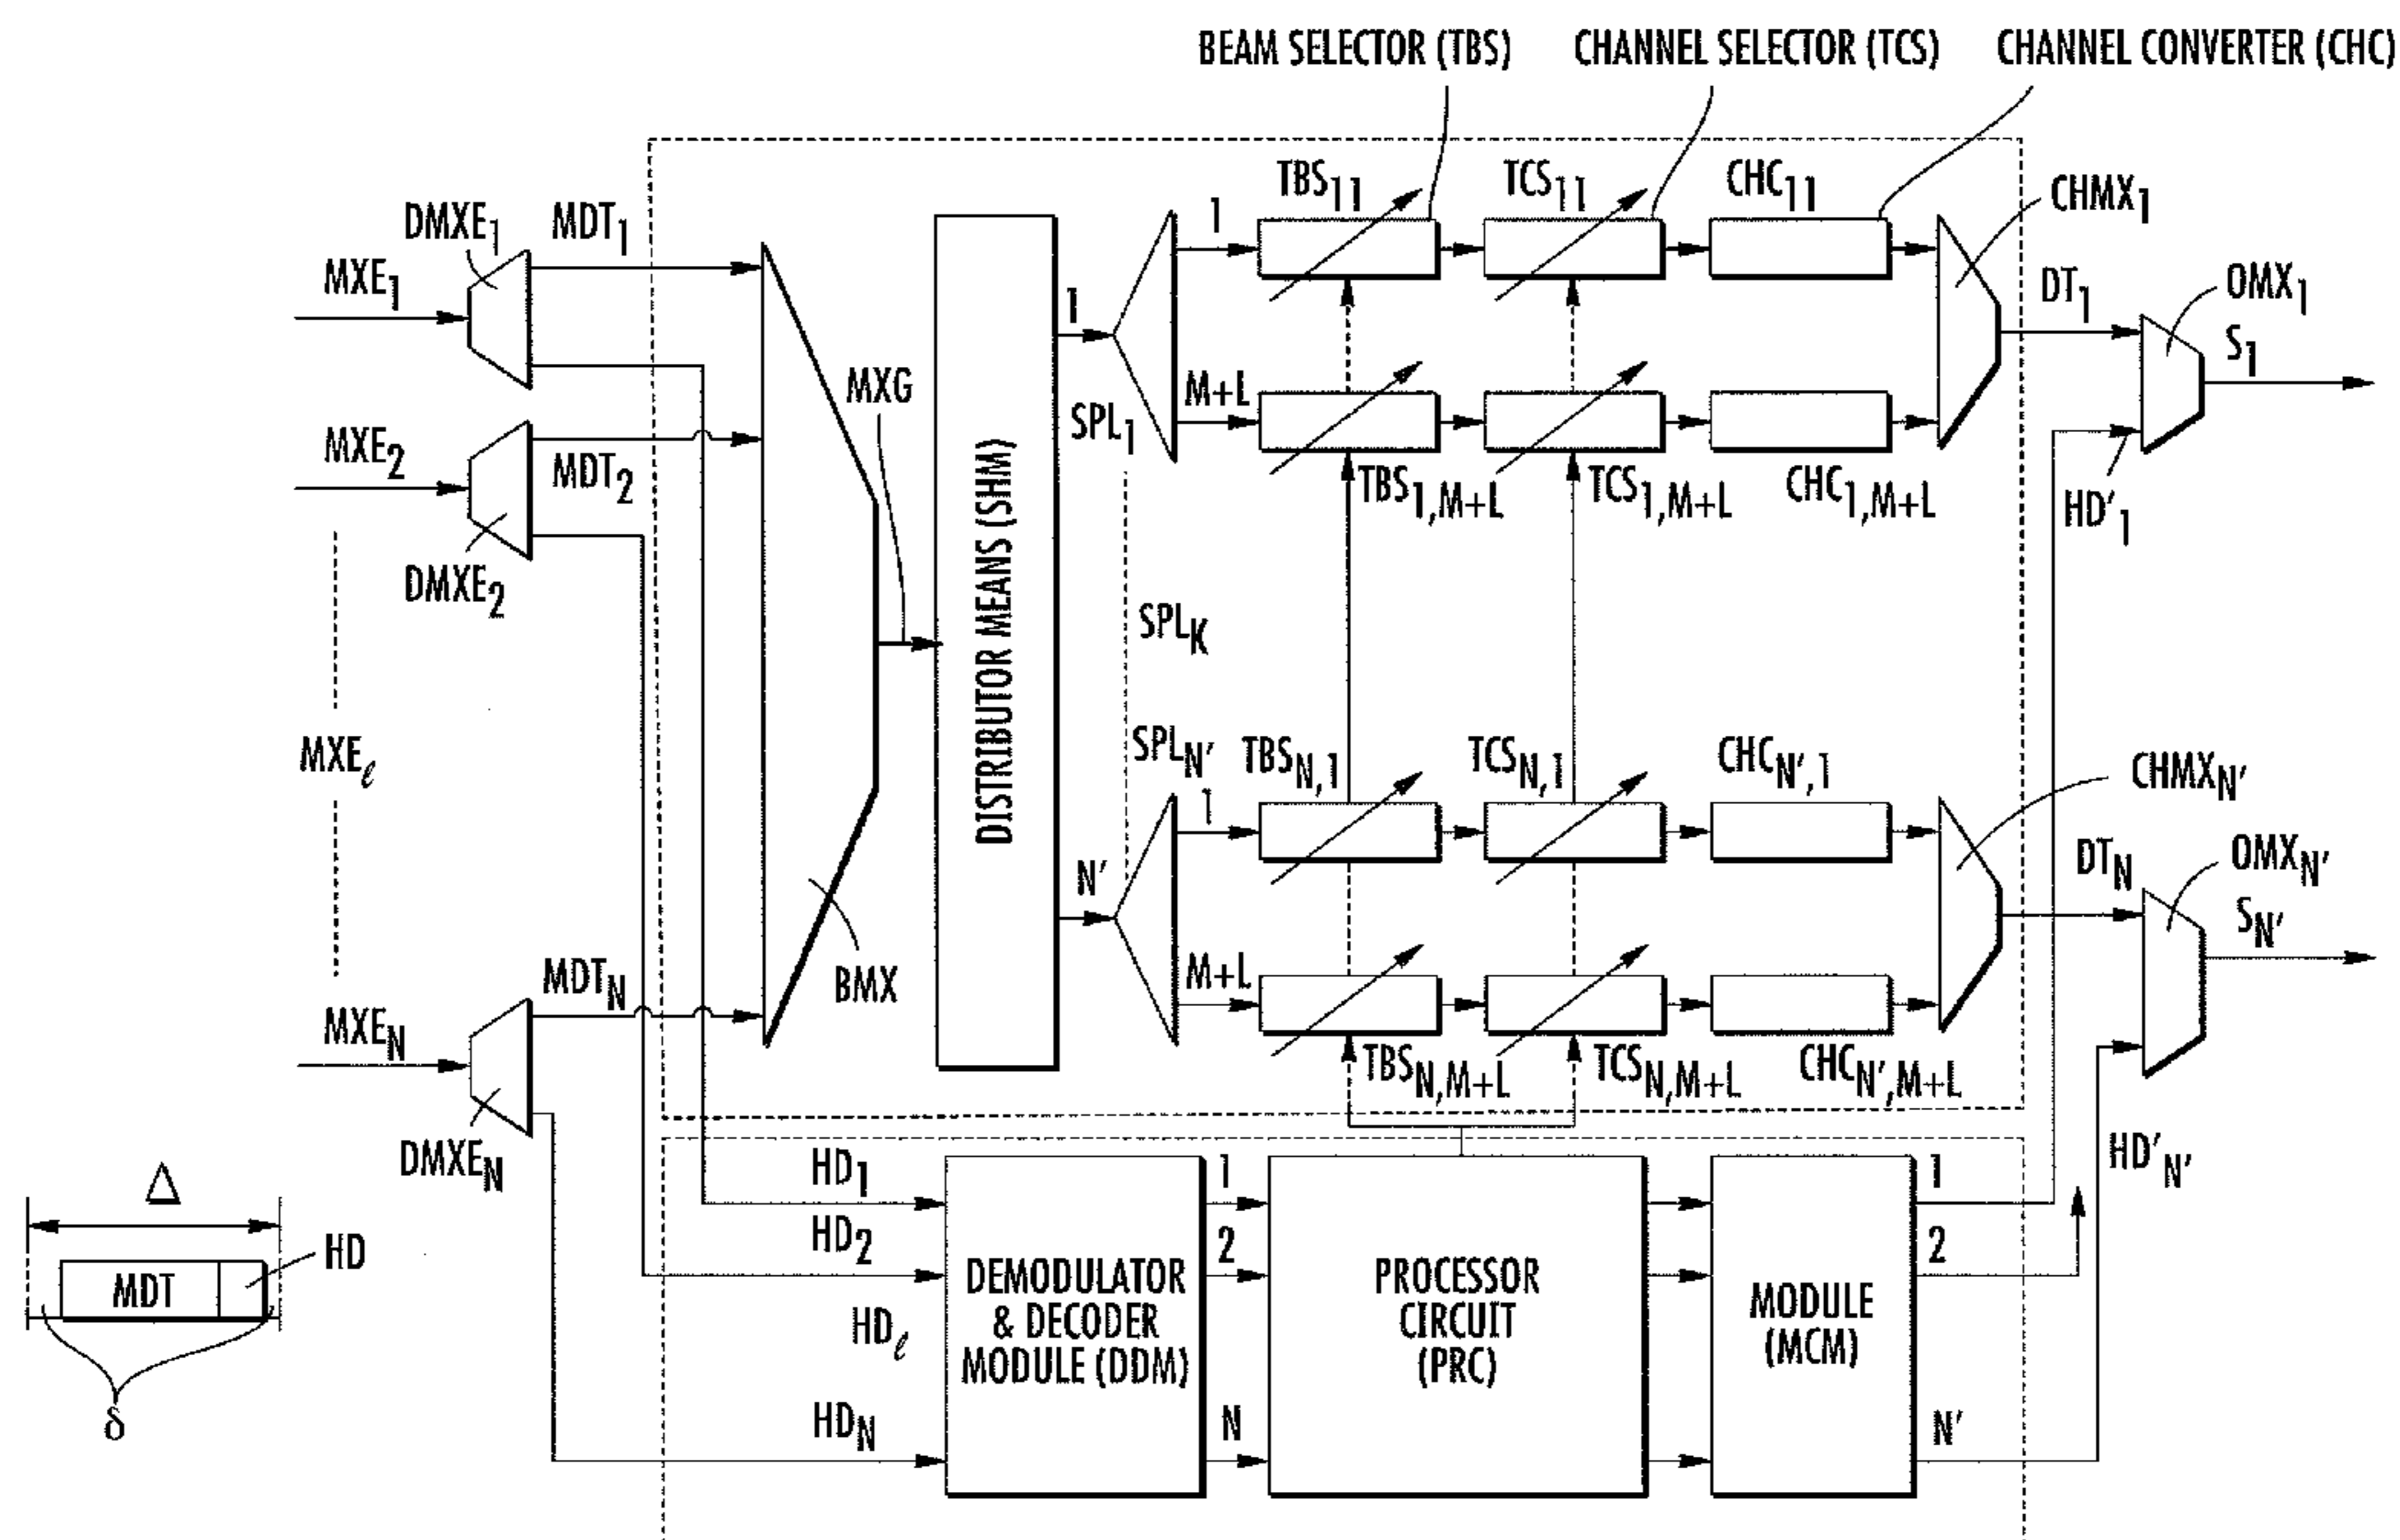 BEAM SELECTOR (TBS) CHANNEL SELECTOR (TCS) CHANNEL CONVERTER (CHC)
TBS11 TCS11 CHC11 CHMX1
DMXE1 MDT1 1
MXE1 1 DT1 OMX1
S1
MXG M+L
SPL1
MXE2 MDT2 TBS1,M+L TCS1,M+L CHC1,M+L HD'1
DMXE2
SPLK
DISTRIBUTOR MEANS (SHM)
MXEℓ SPLN' TBSN,1 TCSN,1 CHCN',1 CHMXN'
1
N' DTN OMXN'
SN'
MDTN BMX M+L
MXEN TBSN,M+L TCSN,M+L CHCN',M+L
DMXEN HD'N'
Δ HD1 1 1
HD HD2 2 2
MDT
DEMODULATOR
& DECODER
MODULE (DDM)
PROCESSOR
CIRCUIT
(PRC)
MODULE
(MCM)
HDℓ
δ HDN N N'